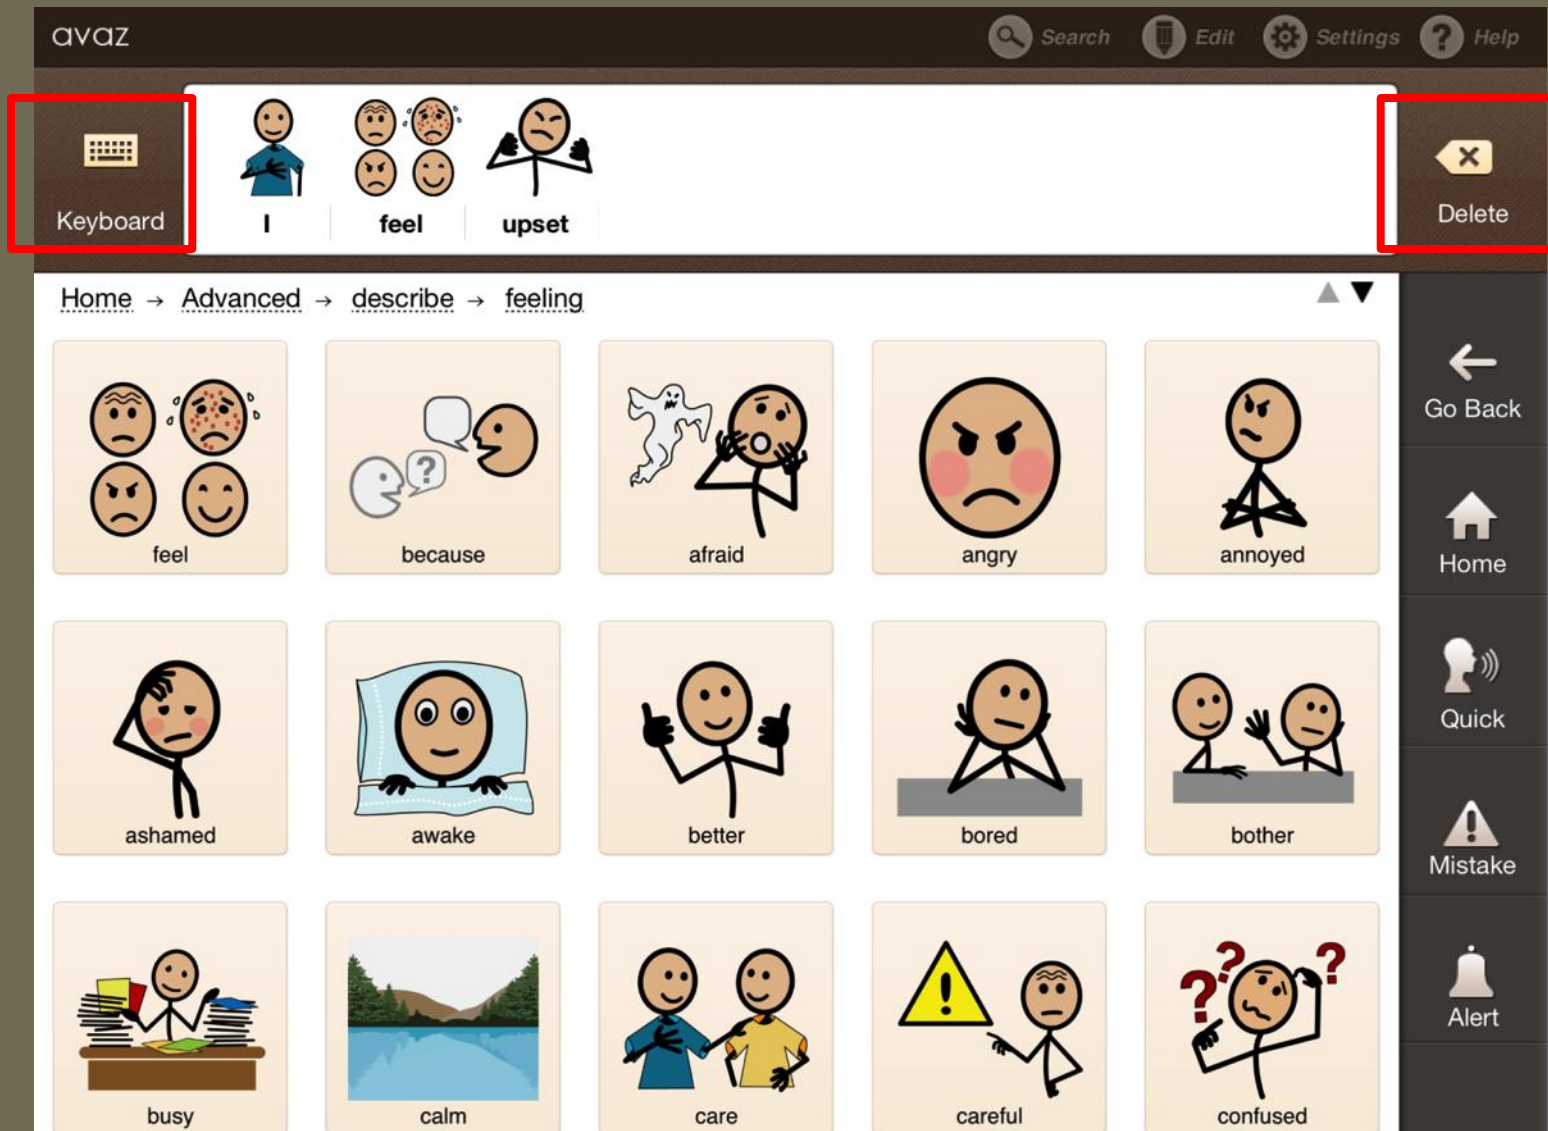 avaz
Search Edit Settings ? Help
Keyboard
I feel upset
Delete
Home → Advanced → describe → feeling
feel because afraid angry annoyed
Go Back
Home
ashamed awake better bored bother
Quick
Mistake
busy calm care careful confused
Alert